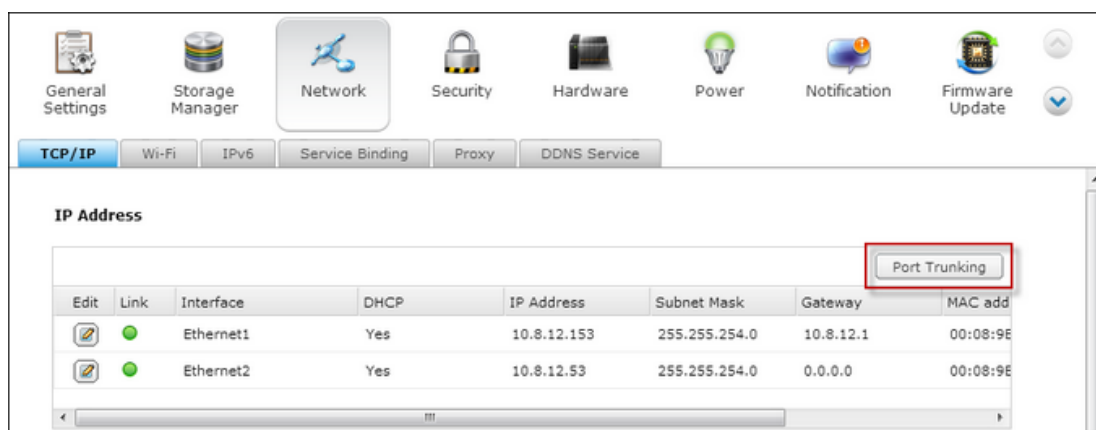 General Settings
Storage Manager
Network
Security
Hardware
Power
Notification
Firmware Update
TCP/IP
Wi-Fi
IPv6
Service Binding
Proxy
DDNS Service
IP Address
Port Trunking
Edit Link Interface DHCP IP Address Subnet Mask Gateway MAC add
Ethernet1 Yes 10.8.12.153 255.255.254.0 10.8.12.1 00:08:9E
Ethernet2 Yes 10.8.12.53 255.255.254.0 0.0.0.0 00:08:9E